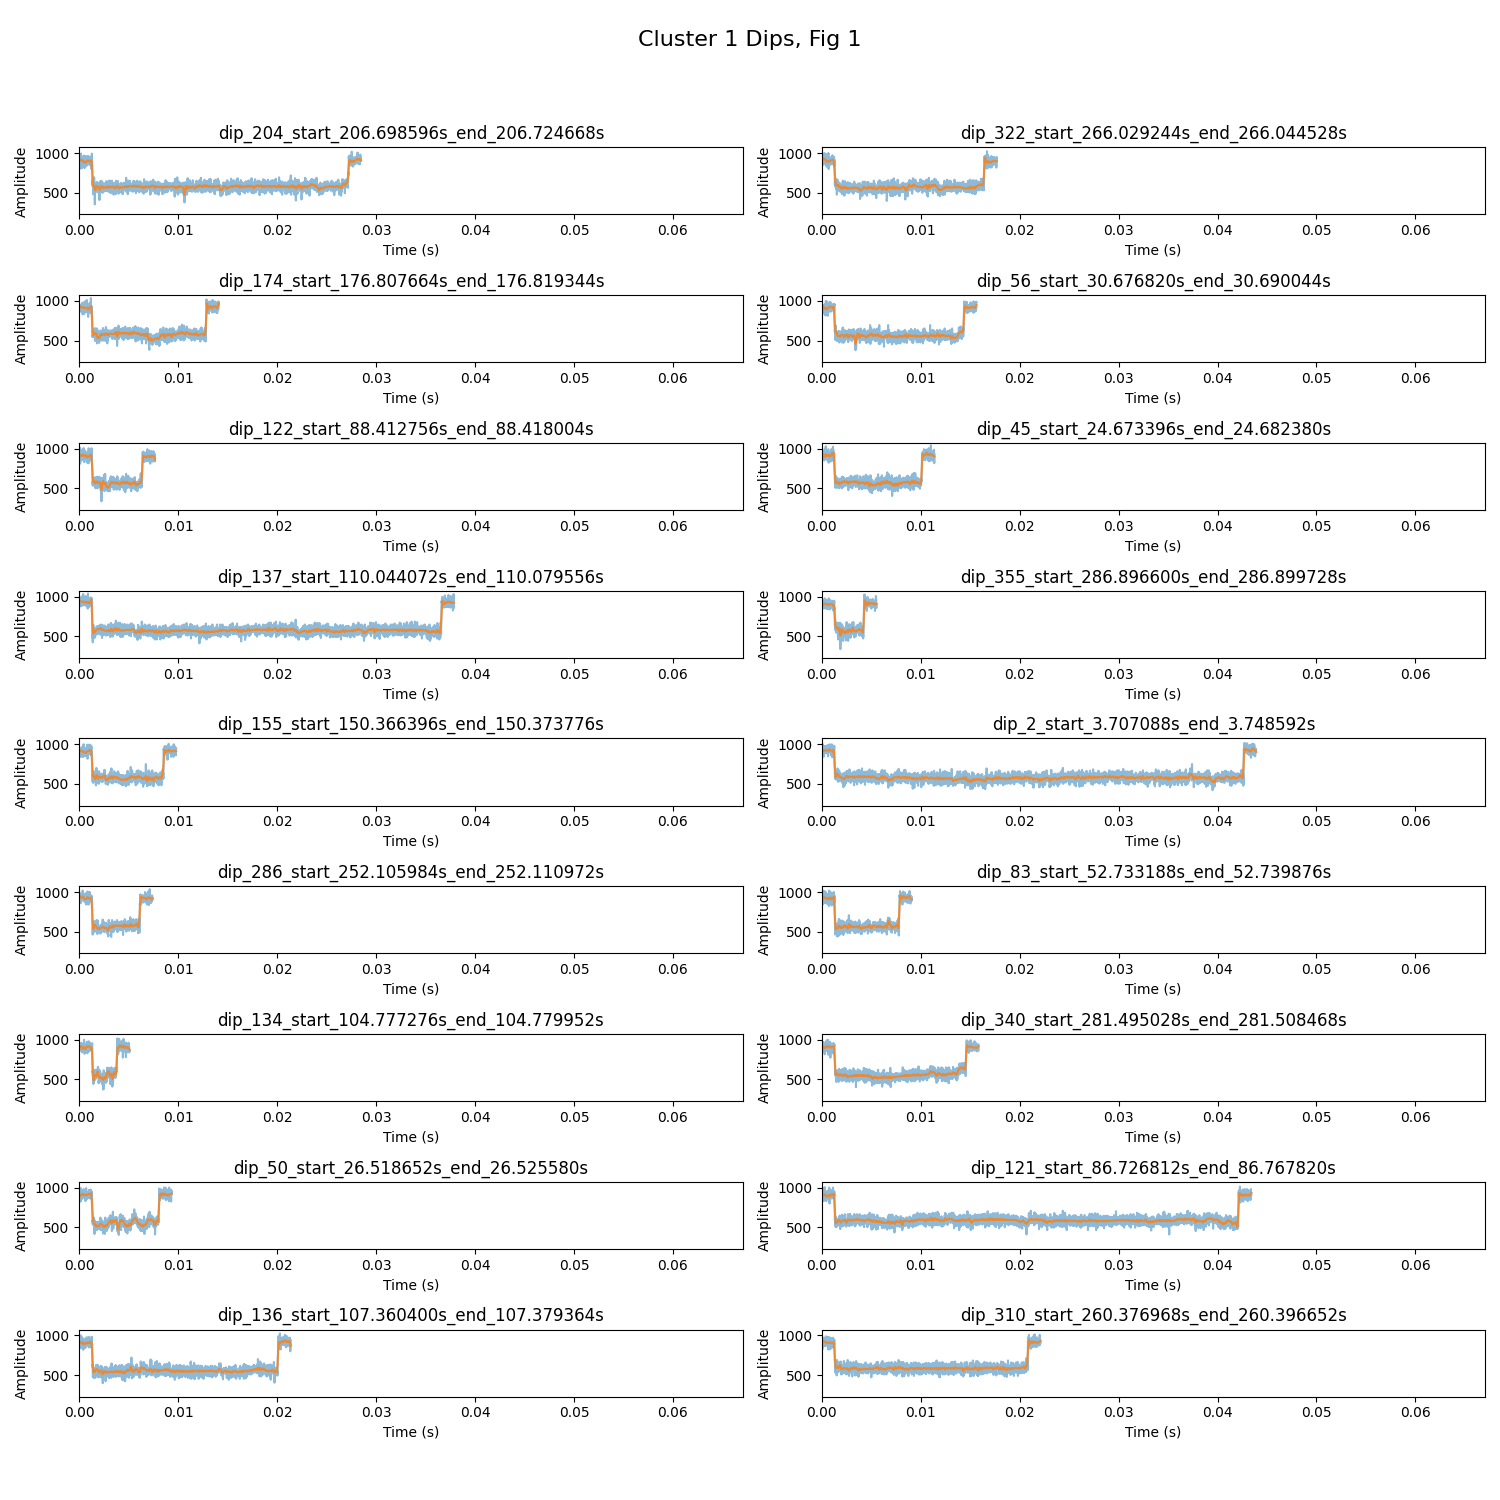 Cluster 1 Dips, Fig 1
dip_204_start_206.698596s_end_206.724668s
1000
500
Amplitude
0.00 0.01 0.02 0.03 0.04 0.05 0.06
Time (s)
dip_322_start_266.029244s_end_266.044528s
1000
500
Amplitude
0.00 0.01 0.02 0.03 0.04 0.05 0.06
Time (s)
dip_174_start_176.807664s_end_176.819344s
1000
500
Amplitude
0.00 0.01 0.02 0.03 0.04 0.05 0.06
Time (s)
dip_56_start_30.676820s_end_30.690044s
1000
500
Amplitude
0.00 0.01 0.02 0.03 0.04 0.05 0.06
Time (s)
dip_122_start_88.412756s_end_88.418004s
1000
500
Amplitude
0.00 0.01 0.02 0.03 0.04 0.05 0.06
Time (s)
dip_45_start_24.673396s_end_24.682380s
1000
500
Amplitude
0.00 0.01 0.02 0.03 0.04 0.05 0.06
Time (s)
dip_137_start_110.044072s_end_110.079556s
1000
500
Amplitude
0.00 0.01 0.02 0.03 0.04 0.05 0.06
Time (s)
dip_355_start_286.896600s_end_286.899728s
1000
500
Amplitude
0.00 0.01 0.02 0.03 0.04 0.05 0.06
Time (s)
dip_155_start_150.366396s_end_150.373776s
1000
500
Amplitude
0.00 0.01 0.02 0.03 0.04 0.05 0.06
Time (s)
dip_2_start_3.707088s_end_3.748592s
1000
500
Amplitude
0.00 0.01 0.02 0.03 0.04 0.05 0.06
Time (s)
dip_286_start_252.105984s_end_252.110972s
1000
500
Amplitude
0.00 0.01 0.02 0.03 0.04 0.05 0.06
Time (s)
dip_83_start_52.733188s_end_52.739876s
1000
500
Amplitude
0.00 0.01 0.02 0.03 0.04 0.05 0.06
Time (s)
dip_134_start_104.777276s_end_104.779952s
1000
500
Amplitude
0.00 0.01 0.02 0.03 0.04 0.05 0.06
Time (s)
dip_340_start_281.495028s_end_281.508468s
1000
500
Amplitude
0.00 0.01 0.02 0.03 0.04 0.05 0.06
Time (s)
dip_50_start_26.518652s_end_26.525580s
1000
500
Amplitude
0.00 0.01 0.02 0.03 0.04 0.05 0.06
Time (s)
dip_121_start_86.726812s_end_86.767820s
1000
500
Amplitude
0.00 0.01 0.02 0.03 0.04 0.05 0.06
Time (s)
dip_136_start_107.360400s_end_107.379364s
1000
500
Amplitude
0.00 0.01 0.02 0.03 0.04 0.05 0.06
Time (s)
dip_310_start_260.376968s_end_260.396652s
1000
500
Amplitude
0.00 0.01 0.02 0.03 0.04 0.05 0.06
Time (s)